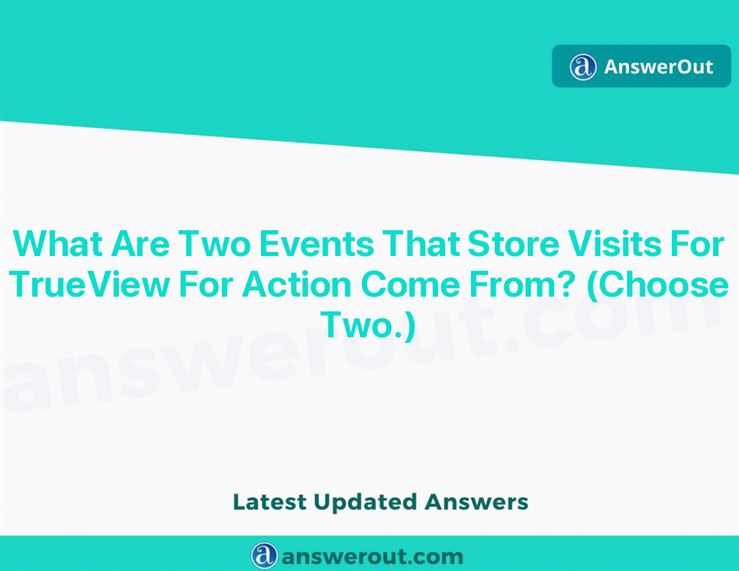 AnswerOut
What Are Two Events That Store Visits For
TrueView For Action Come From? (Choose
Two.)
answerout.com
Latest Updated Answers
answerout.com